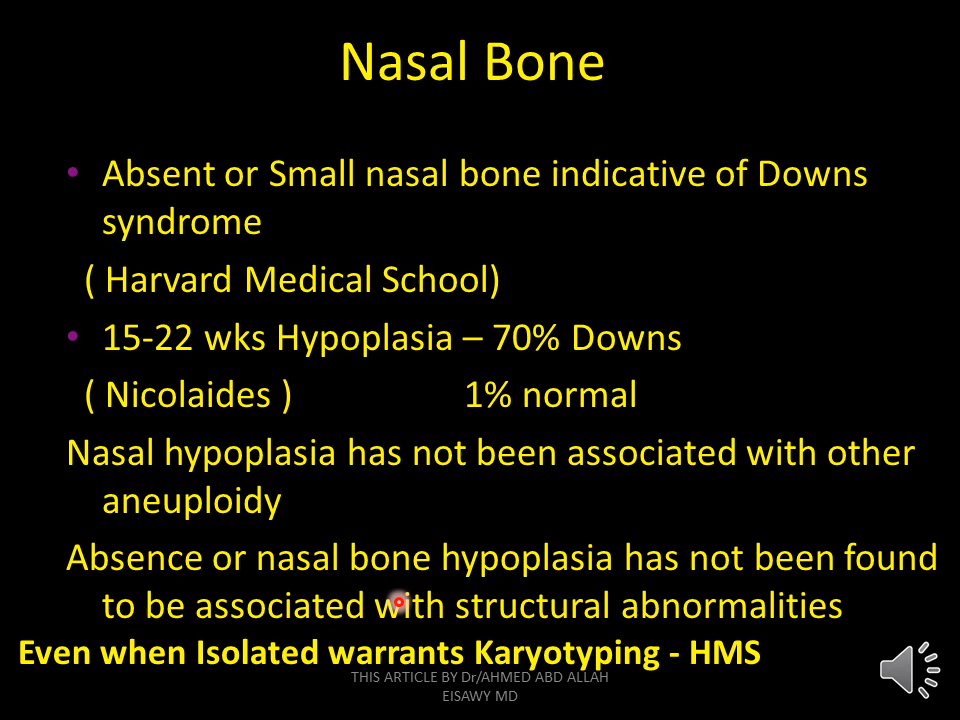 Nasal Bone
• Absent or Small nasal bone indicative of Downs
syndrome
( Harvard Medical School)
• 15-22 wks Hypoplasia – 70% Downs
( Nicolaides ) 1% normal
Nasal hypoplasia has not been associated with other
aneuploidy
Absence or nasal bone hypoplasia has not been found
to be associated with structural abnormalities
Even when Isolated warrants Karyotyping - HMS
THIS ARTICLE BY Dr/AHMED ABD ALLAH
EISAWY MD